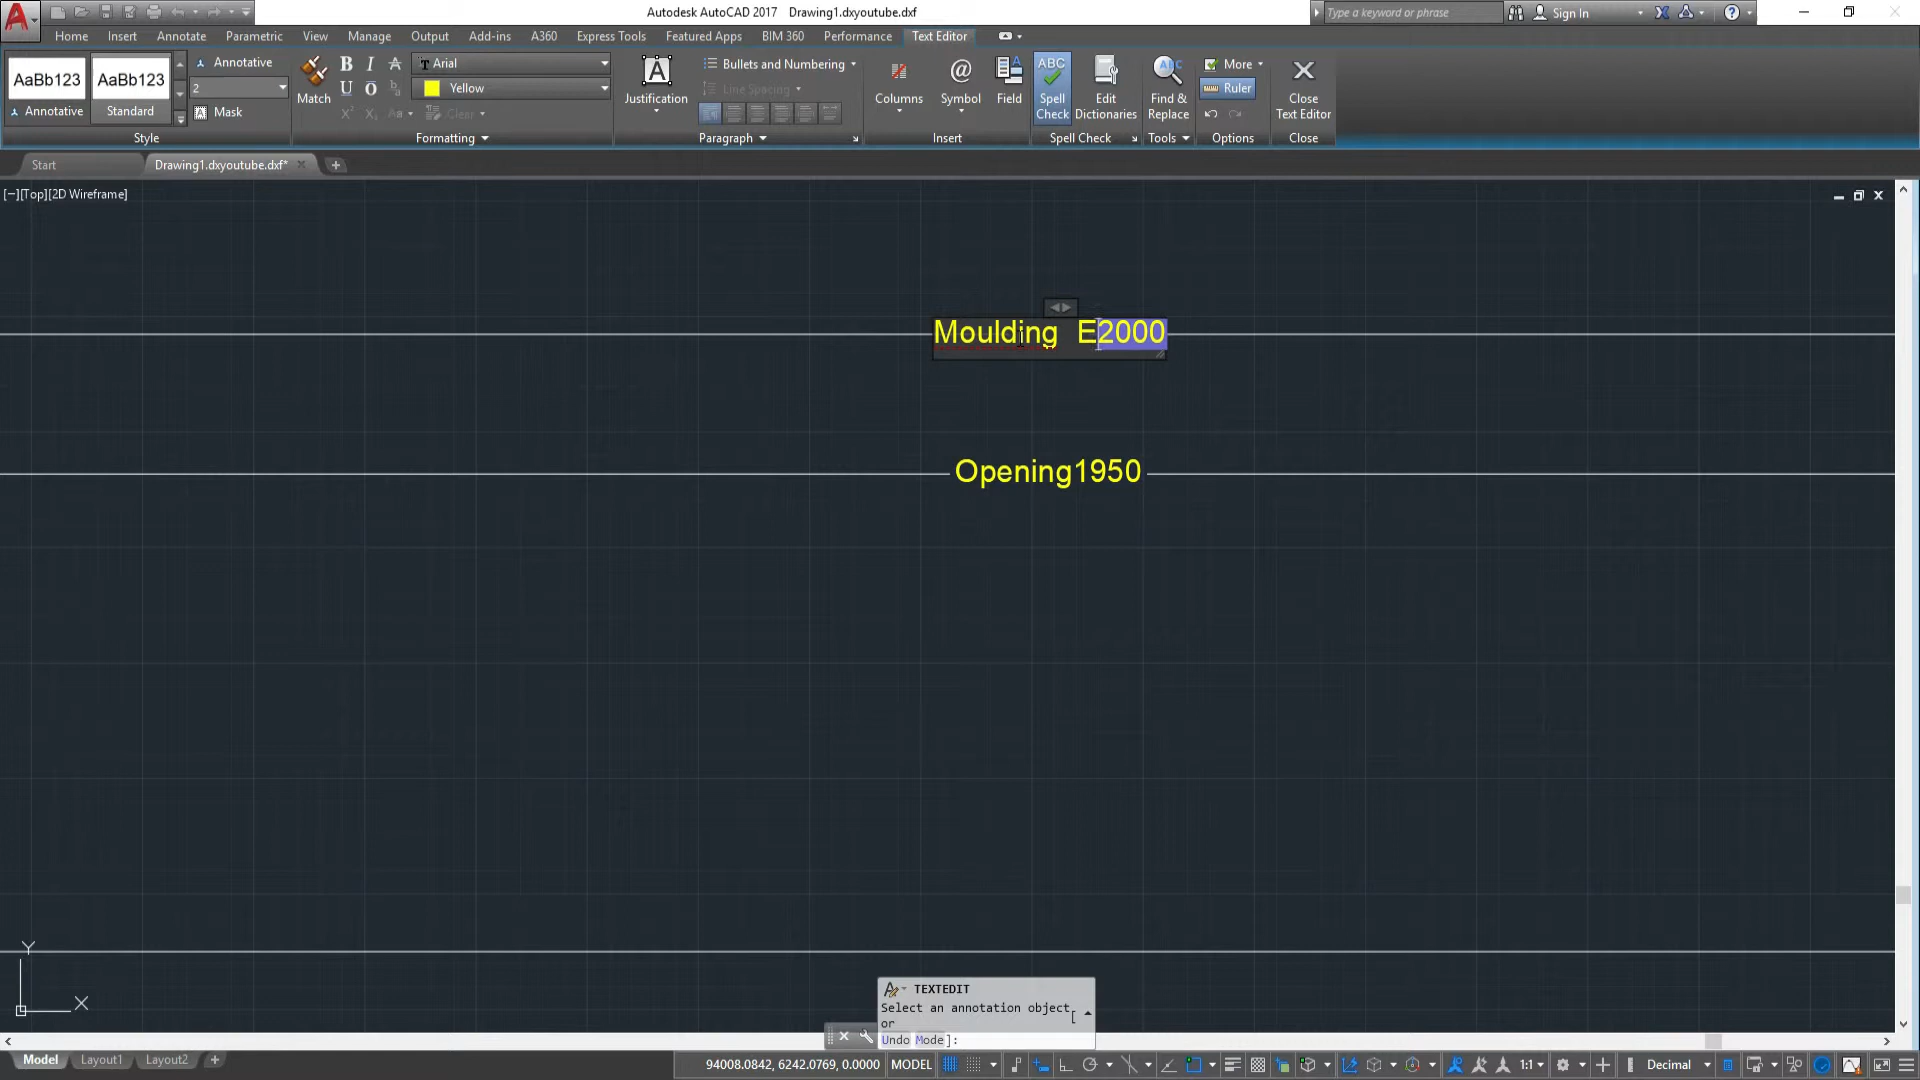 Autodesk AutoCAD 2017 Drawing1.dxyoutube.dxf
Type a keyword or phrase
Sign In
Home Insert Annotate Parametric View Manage Output Add-ins A360 Express Tools Featured Apps BIM 360 Performance Text Editor
AaBb123 AaBb123
Annotative Standard
Annotative
2
Mask
Style
Match
B I A
U O
Arial
Yellow
Clear
Formatting
Justification
Bullets and Numbering
Line Spacing
Paragraph
Columns Symbol Field
Insert
ABC
Spell Check
Edit Dictionaries
Spell Check
Find & Replace
Tools
More
Ruler
Options
Close Text Editor
Close
Start Drawing1.dxyoutube.dxf*
[−][Top][2D Wireframe]
Moulding E2000
Opening1950
Y
X
TEXTEDIT
Select an annotation object
or [
Undo Mode]:
Model Layout1 Layout2
94008.0842, 6242.0769, 0.0000 MODEL
1:1
Decimal